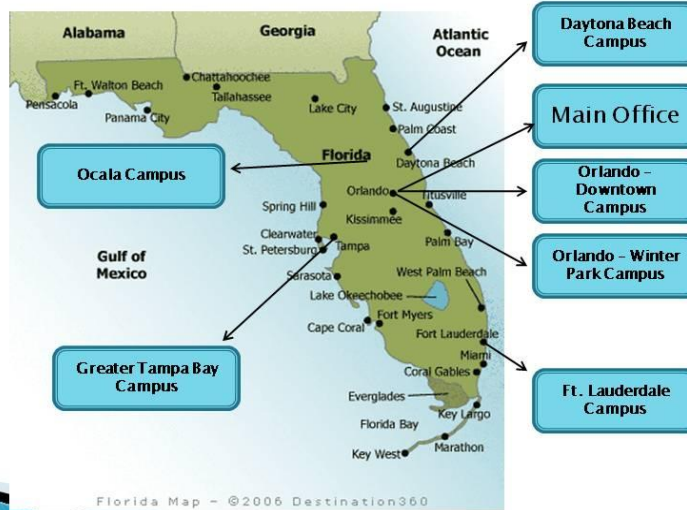 Alabama
Georgia
Atlantic
Ocean
Daytona Beach
Campus
Ft. Walton Beach
Chattahoochee
Pensacola
Tallahassee
Panama City
Lake City
St. Augustine
Palm Coast
Main Office
Florida
Daytona Beach
Ocala Campus
Orlando –
Downtown
Campus
Orlando
Titusville
Spring Hill
Kissimmee
Clearwater
St. Petersburg
Tampa
Palm Bay
Orlando – Winter
Park Campus
Gulf of
Mexico
Sarasota
West Palm Beach
Lake Okeechobee
Cape Coral
Fort Myers
Fort Lauderdale
Greater Tampa Bay
Campus
Miami
Coral Gables
Ft. Lauderdale
Campus
Everglades
Key Largo
Florida Bay
Marathon
Key West
Florida Map – ©2006 Destination360